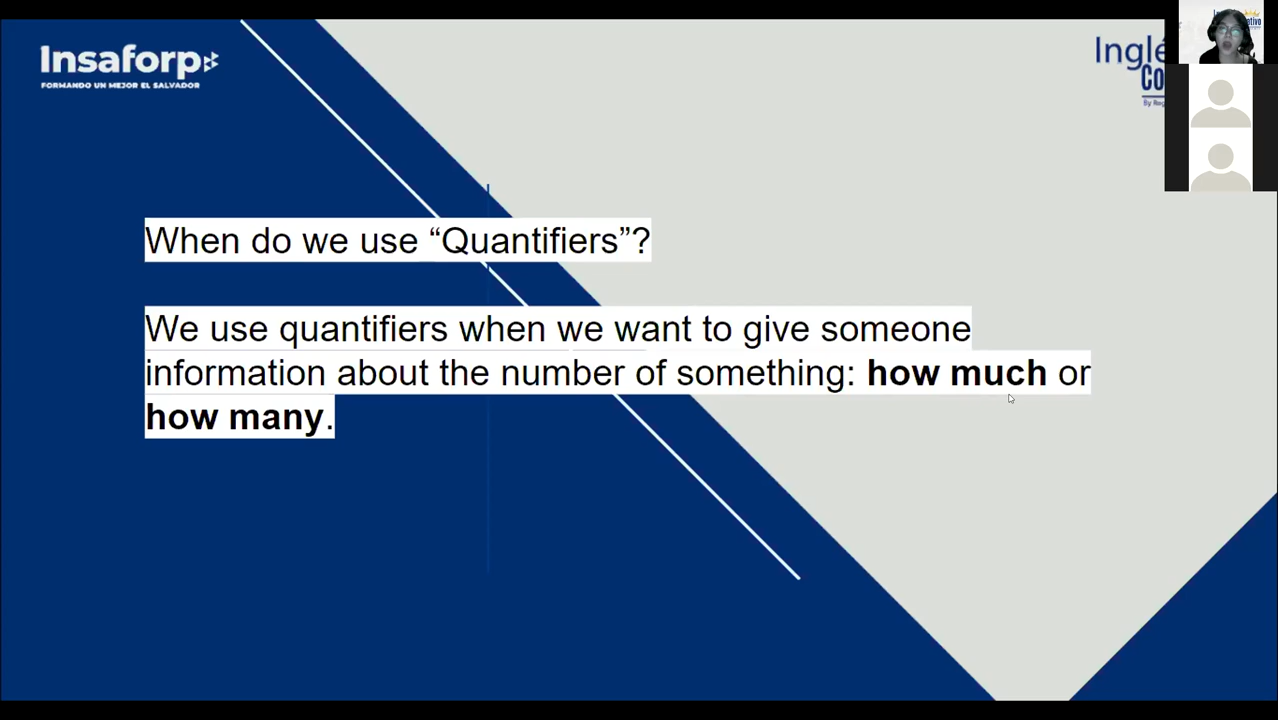 Insaforp
FORMANDO UN MEJOR EL SALVADOR
When do we use “Quantifiers”?
We use quantifiers when we want to give someone
information about the number of something: how much or
how many.